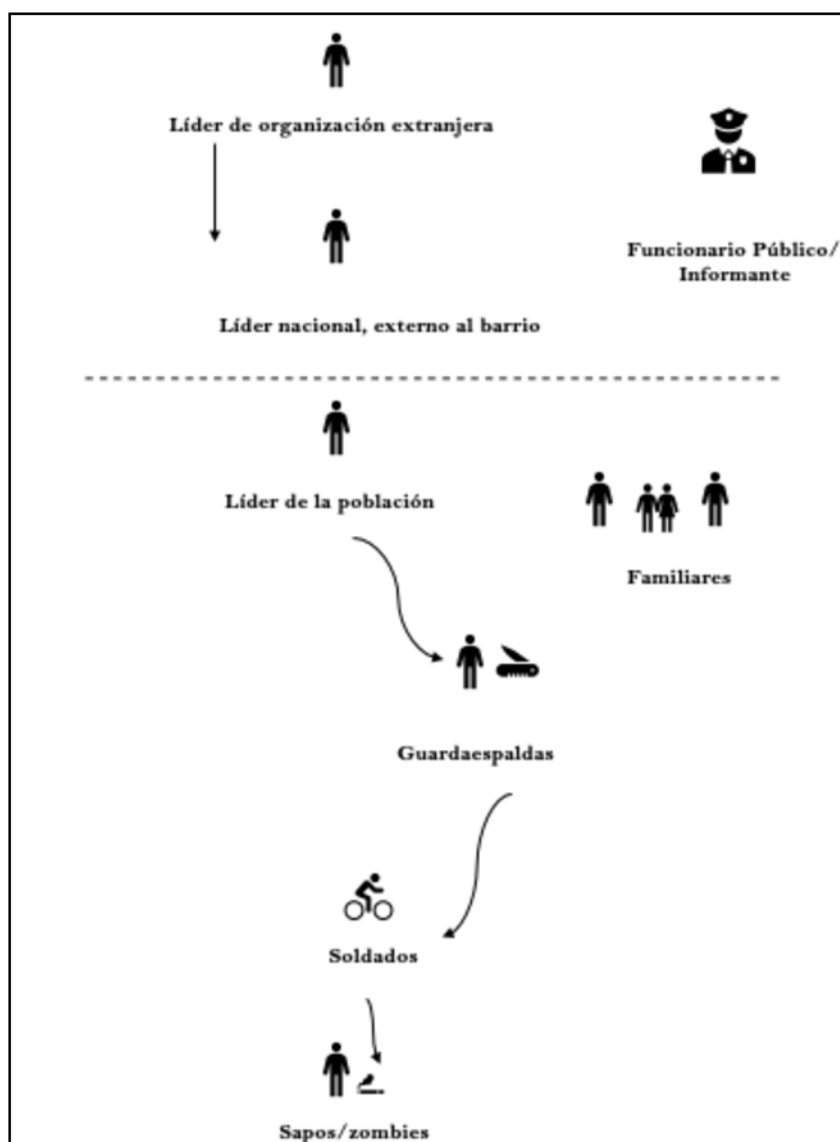 Líder de organización extranjera
Funcionario Público/
Informante
Líder nacional, externo al barrio
Líder de la población
Familiares
Guardaespaldas
Soldados
Sapos/zombies